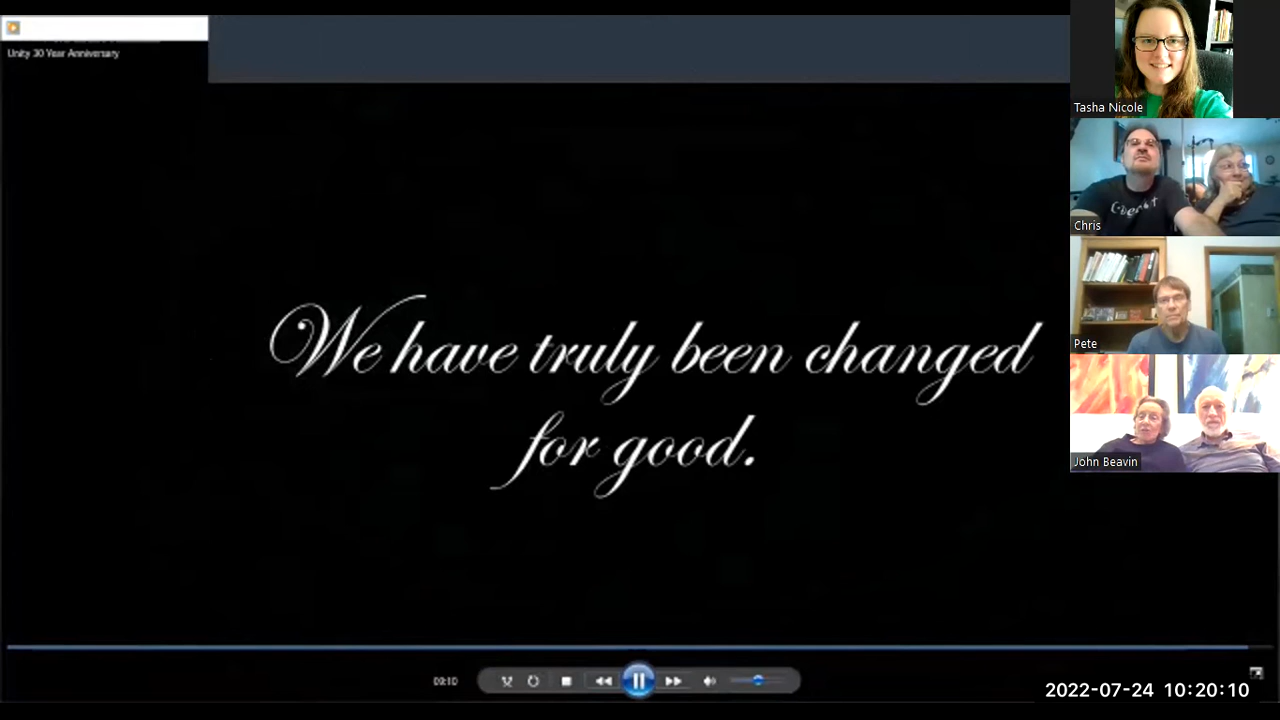 Unity 30 Year Anniversary
Tasha Nicole
Chris
Pete
John Beavin
We have truly been changed
for good.
03:10
2022-07-24 10:20:10